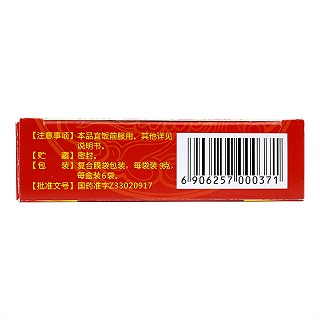 【注意事项】本品宜饭前服用。其他详见
说明书。
【贮 藏】密封。
【包 装】复合膜袋包装，每袋装9克，
每盒装6袋。
【批准文号】国药准字Z33020917
6 906257 000371